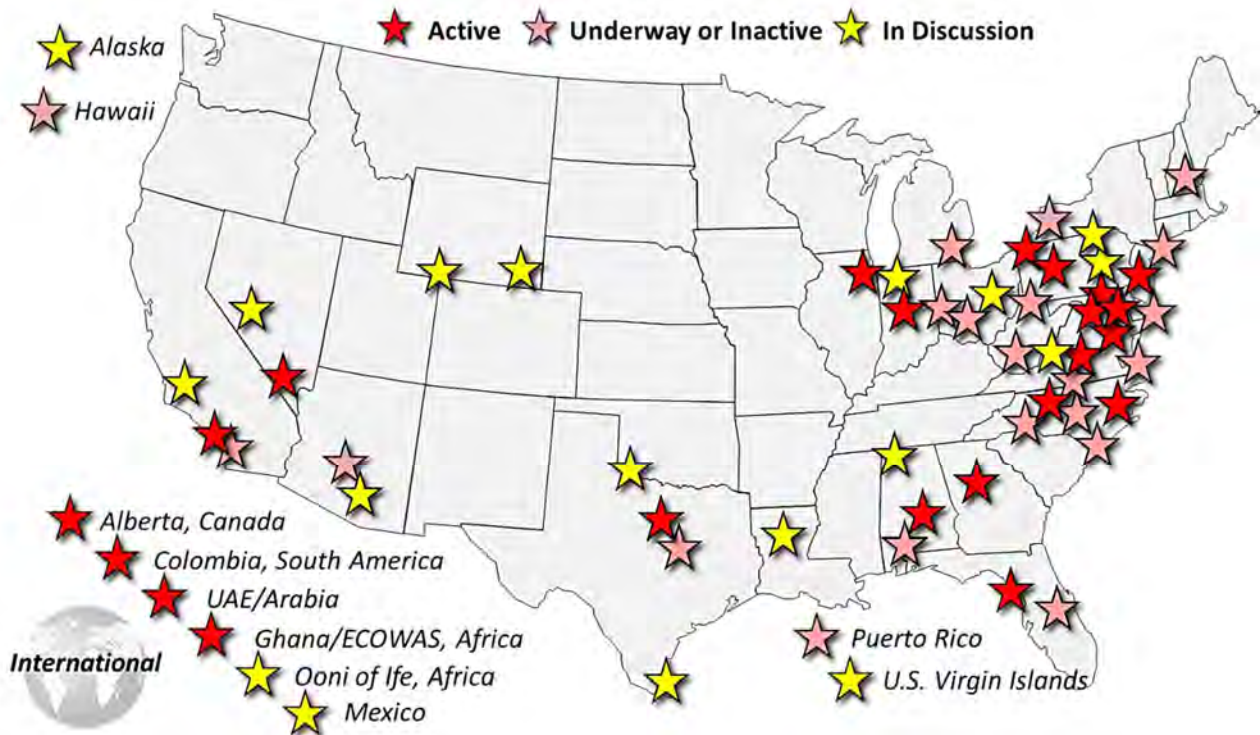 Alaska
Hawaii
Active Underway or Inactive In Discussion
Alberta, Canada
Colombia, South America
UAE/Arabia
Ghana/ECOWAS, Africa
Ooni of Ife, Africa
Mexico
International
Puerto Rico
U.S. Virgin Islands